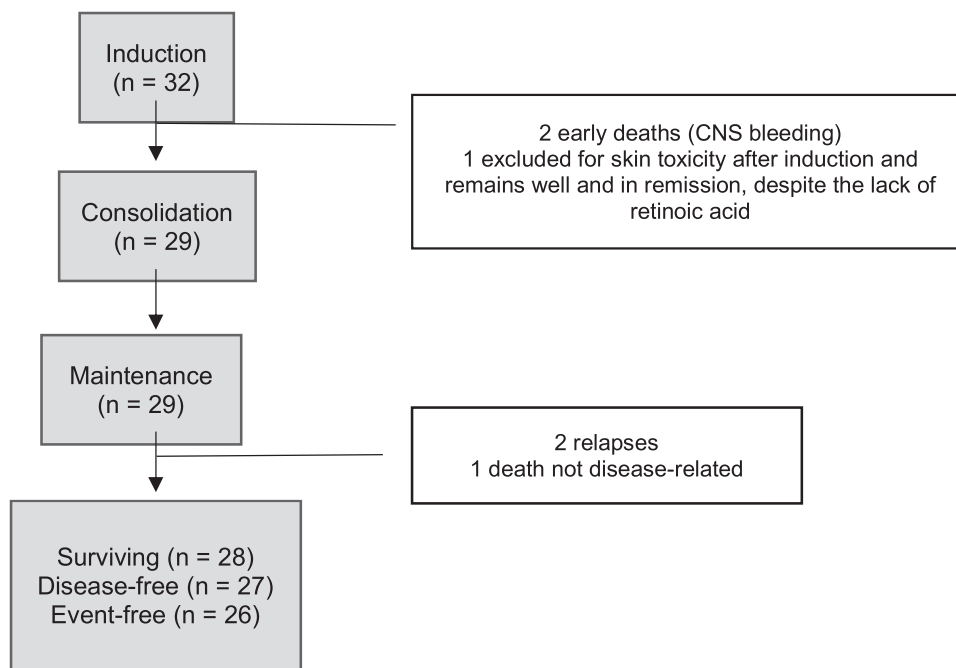 Induction
(n = 32)
2 early deaths (CNS bleeding)
1 excluded for skin toxicity after induction and
remains well and in remission, despite the lack of
retinoic acid
Consolidation
(n = 29)
Maintenance
(n = 29)
2 relapses
1 death not disease-related
Surviving (n = 28)
Disease-free (n = 27)
Event-free (n = 26)